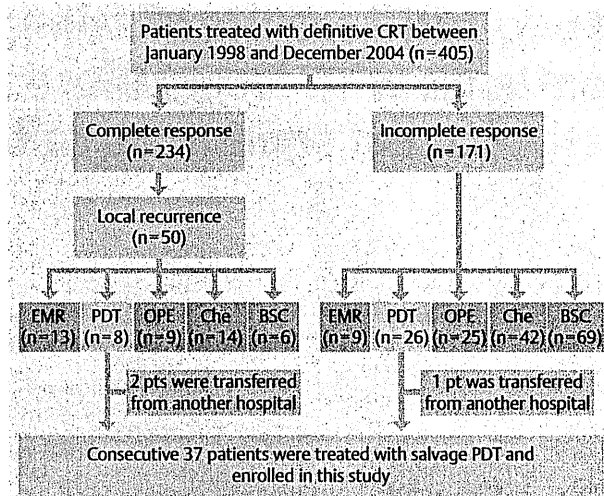 Patients treated with definitive CRT between
January 1998 and December 2004 (n=405)
Complete response
(n=234)
Incomplete response
(n=171)
Local recurrence
(n=50)
EMR
(n=13)
PDT
(n=8)
OPE
(n=9)
Che
(n=14)
BSC
(n=6)
EMR
(n=9)
PDT
(n=26)
OPE
(n=25)
Che
(n=42)
BSC
(n=69)
2 pts were transferred
from another hospital
1 pt was transferred
from another hospital
Consecutive 37 patients were treated with salvage PDT and
enrolled in this study